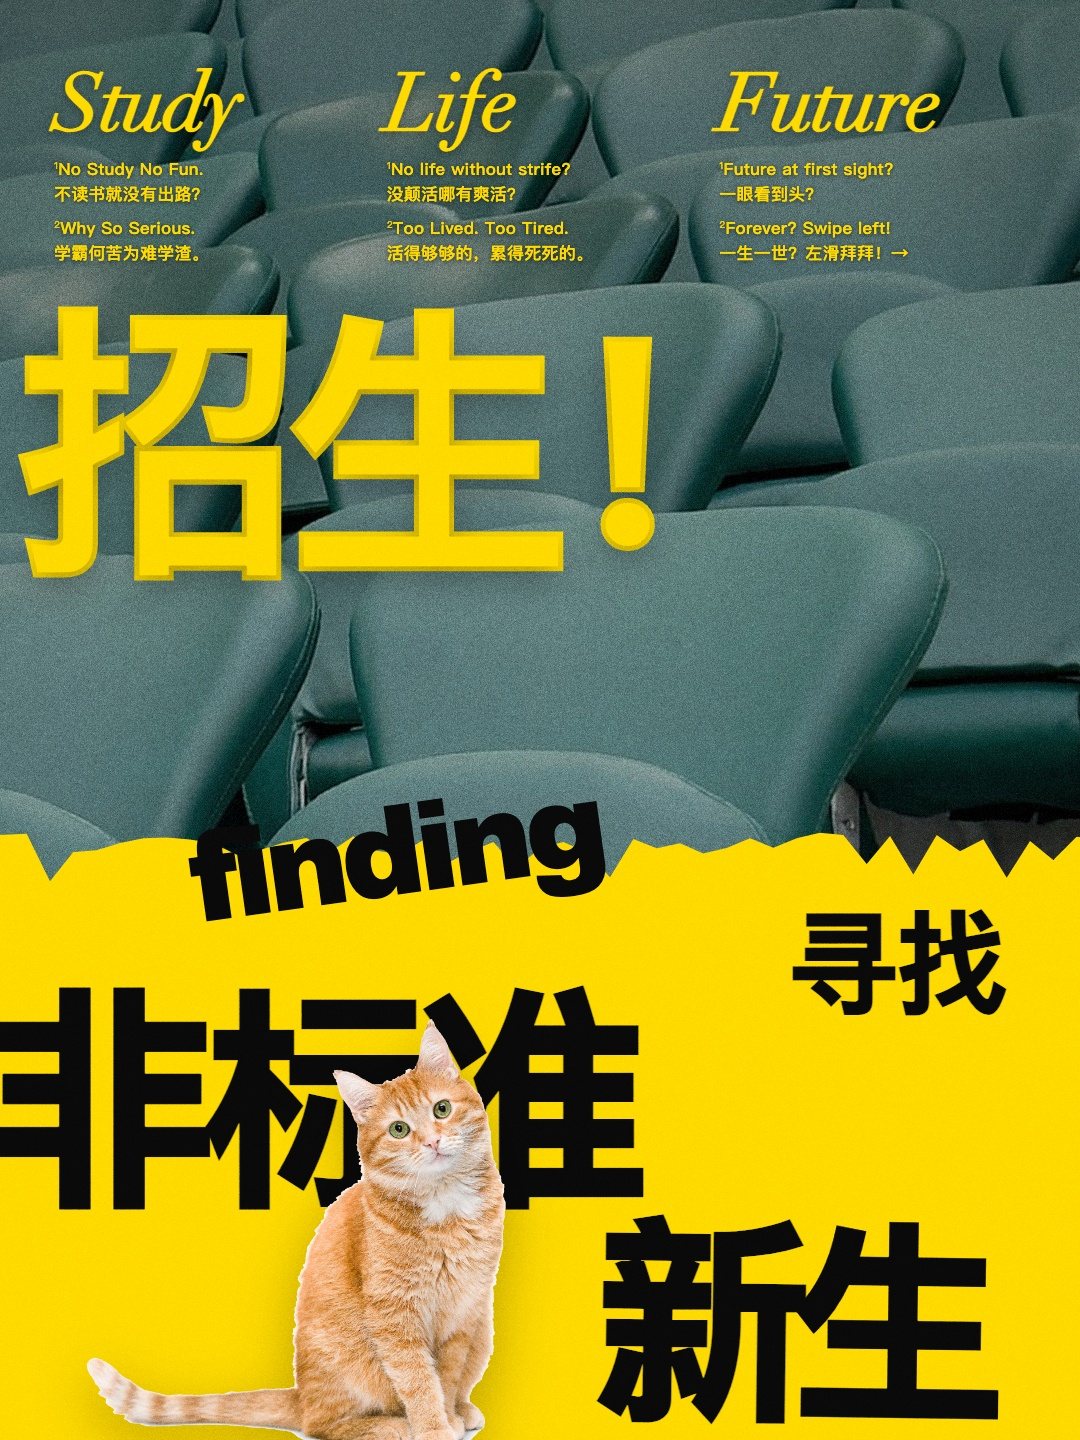 Study
¹No Study No Fun.
不读书就没有出路？
²Why So Serious.
学霸何苦为难学渣。
Life
¹No life without strife?
没颠活哪有爽活？
²Too Lived. Too Tired.
活得够够的，累得死死的。
Future
¹Future at first sight?
一眼看到头？
²Forever? Swipe left!
一生一世？左滑拜拜！→
招生！
finding
寻找
非标准
新生